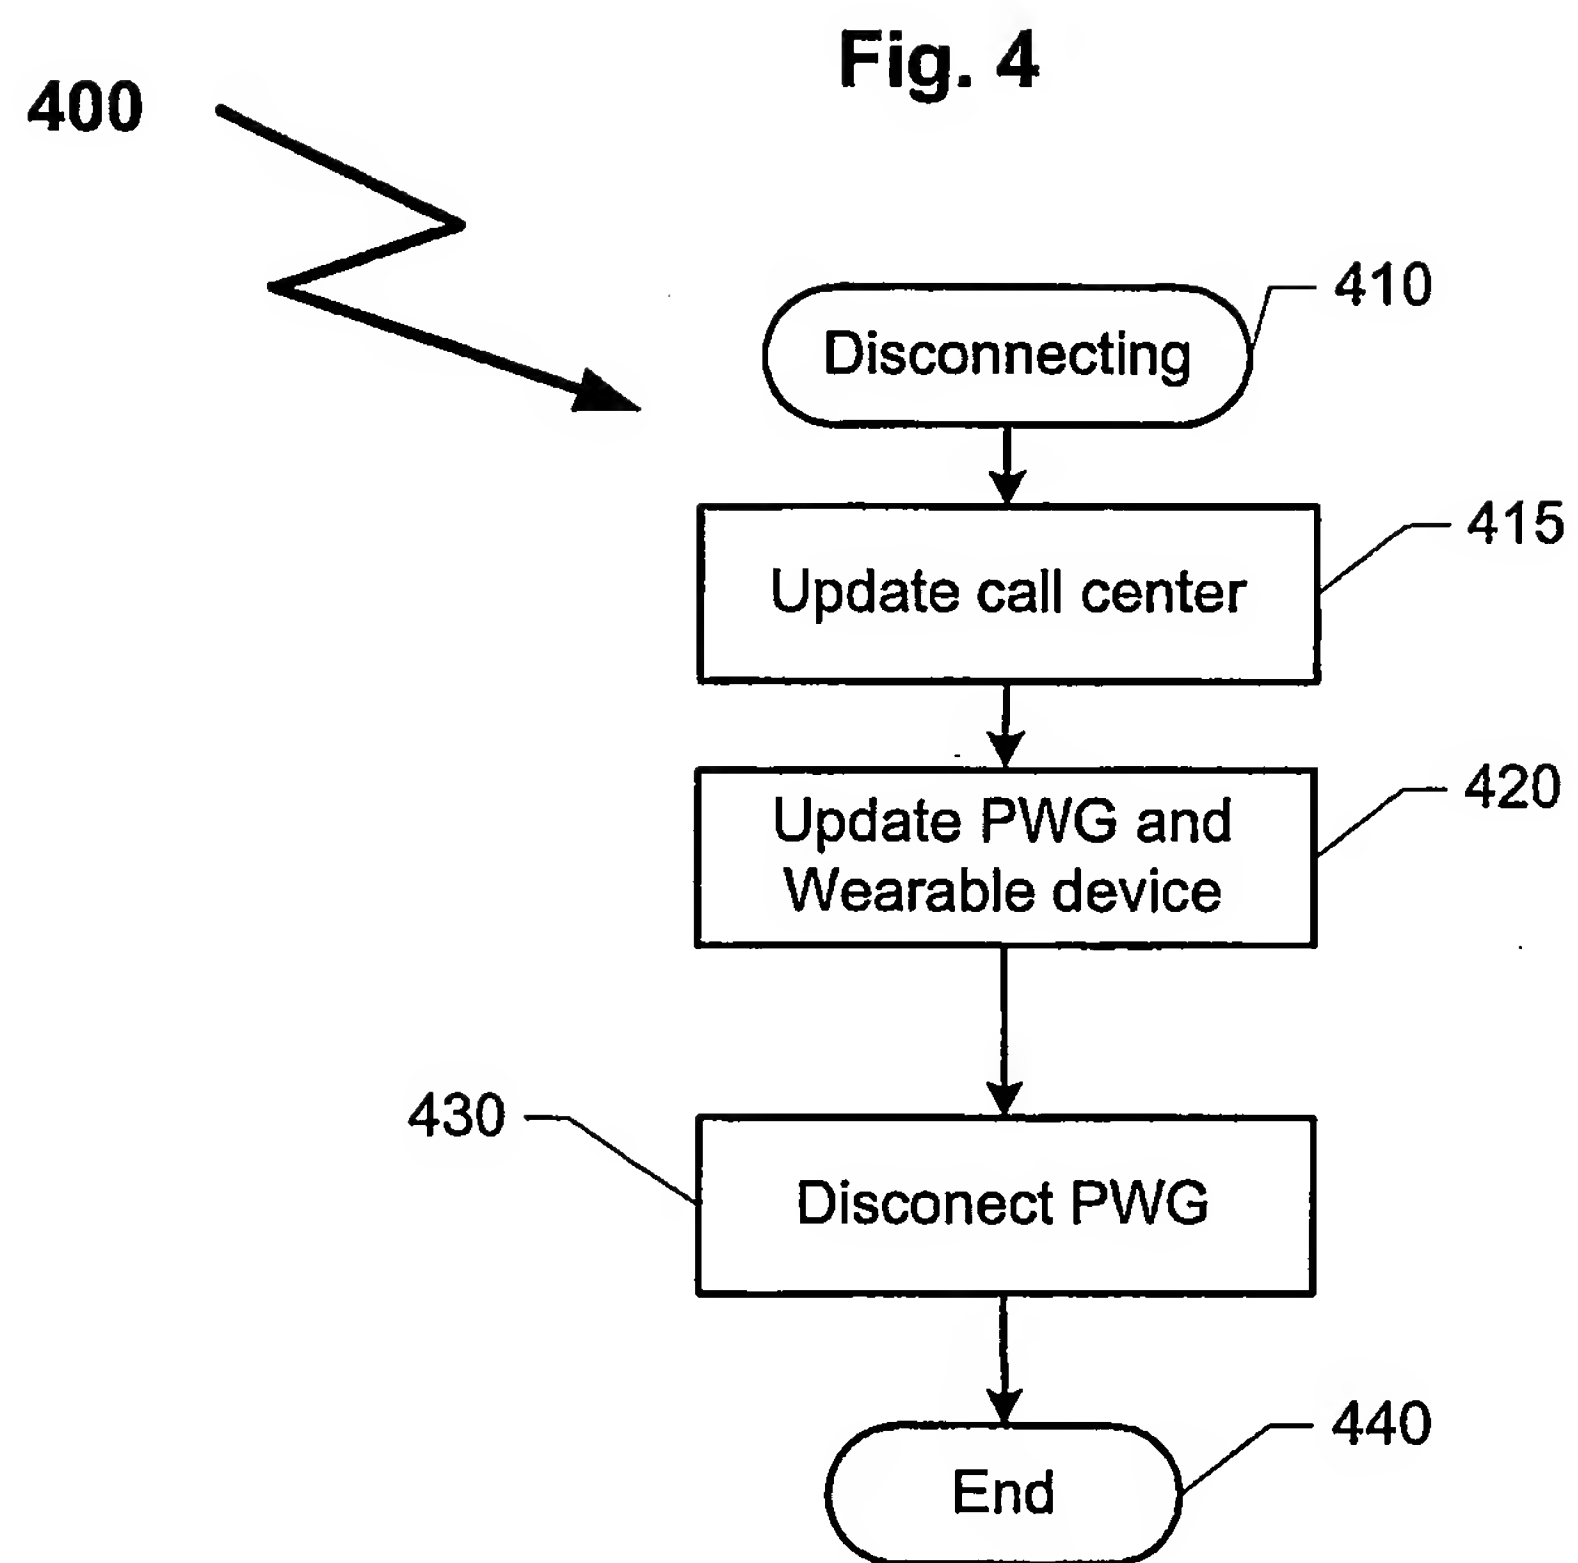 Fig. 4
400
410
Disconnecting
415
Update call center
420
Update PWG and
Wearable device
430
Disconect PWG
440
End